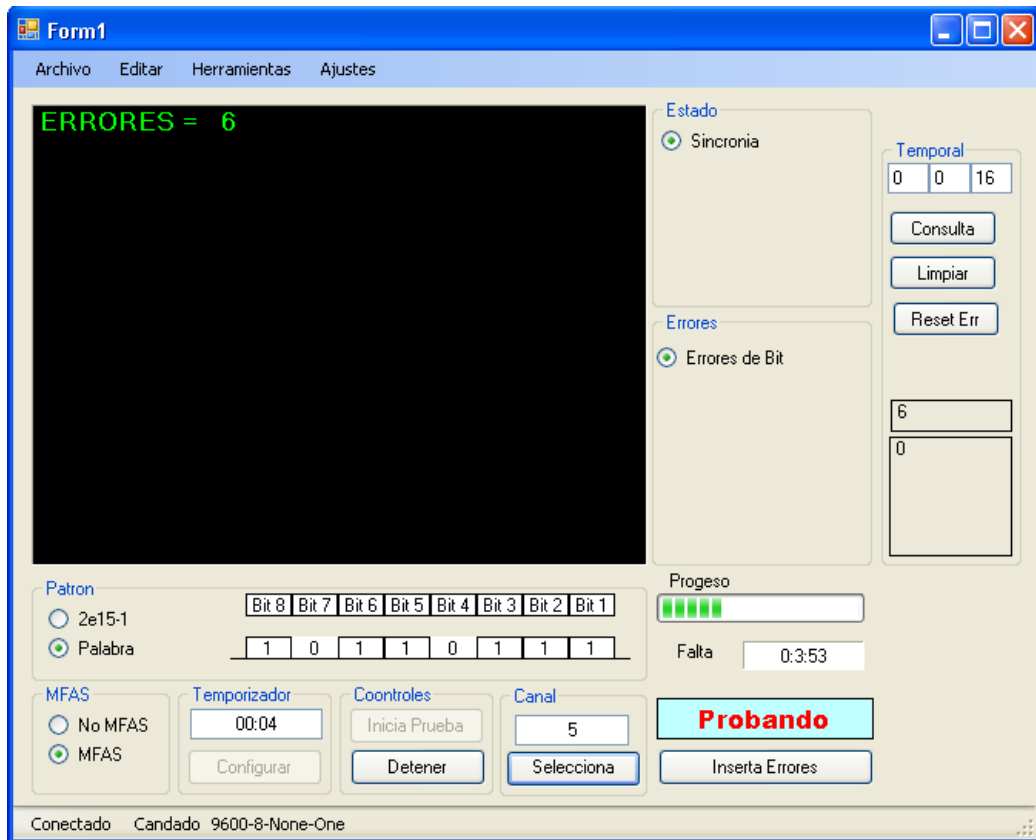 Form1
Archivo Editar Herramientas Ajustes
ERRORES = 6
Estado
Sincronia
Temporal
0 0 16
Consulta
Limpiar
Reset Err
Errores
Errores de Bit
6
0
Patron
2e15-1
Palabra
Bit 8 Bit 7 Bit 6 Bit 5 Bit 4 Bit 3 Bit 2 Bit 1
1 0 1 1 0 1 1 1
Progeso
Falta 0:3:53
MFAS
No MFAS
MFAS
Temporizador
00:04
Configurar
Coontroles
Inicia Prueba
Detener
Canal
5
Selecciona
Probando
Inserta Errores
Conectado Candado 9600-8-None-One